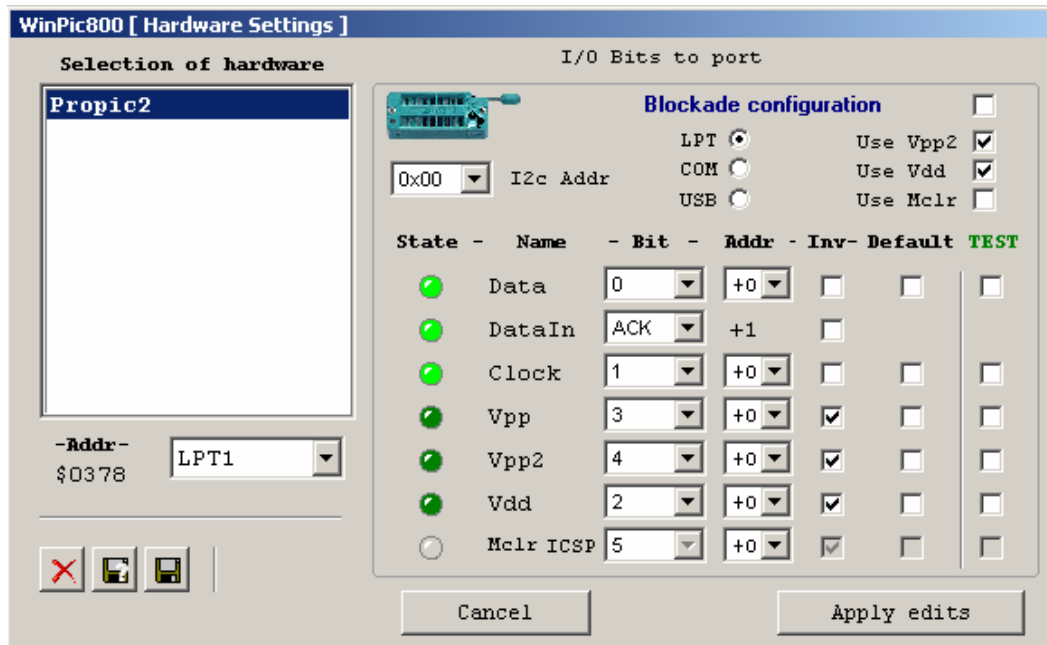 WinPic800 [ Hardware Settings ]
Selection of hardware
Propic2
-Addr-
$0378
LPT1
I/O Bits to port
Blockade configuration
LPT
Use Vpp2
COM
Use Vdd
USB
Use Mclr
0x00
I2c Addr
State - Name - Bit - Addr - Inv- Default TEST
Data 0 +0
DataIn ACK +1
Clock 1 +0
Vpp 3 +0
Vpp2 4 +0
Vdd 2 +0
Mclr ICSP 5 +0
Cancel
Apply edits